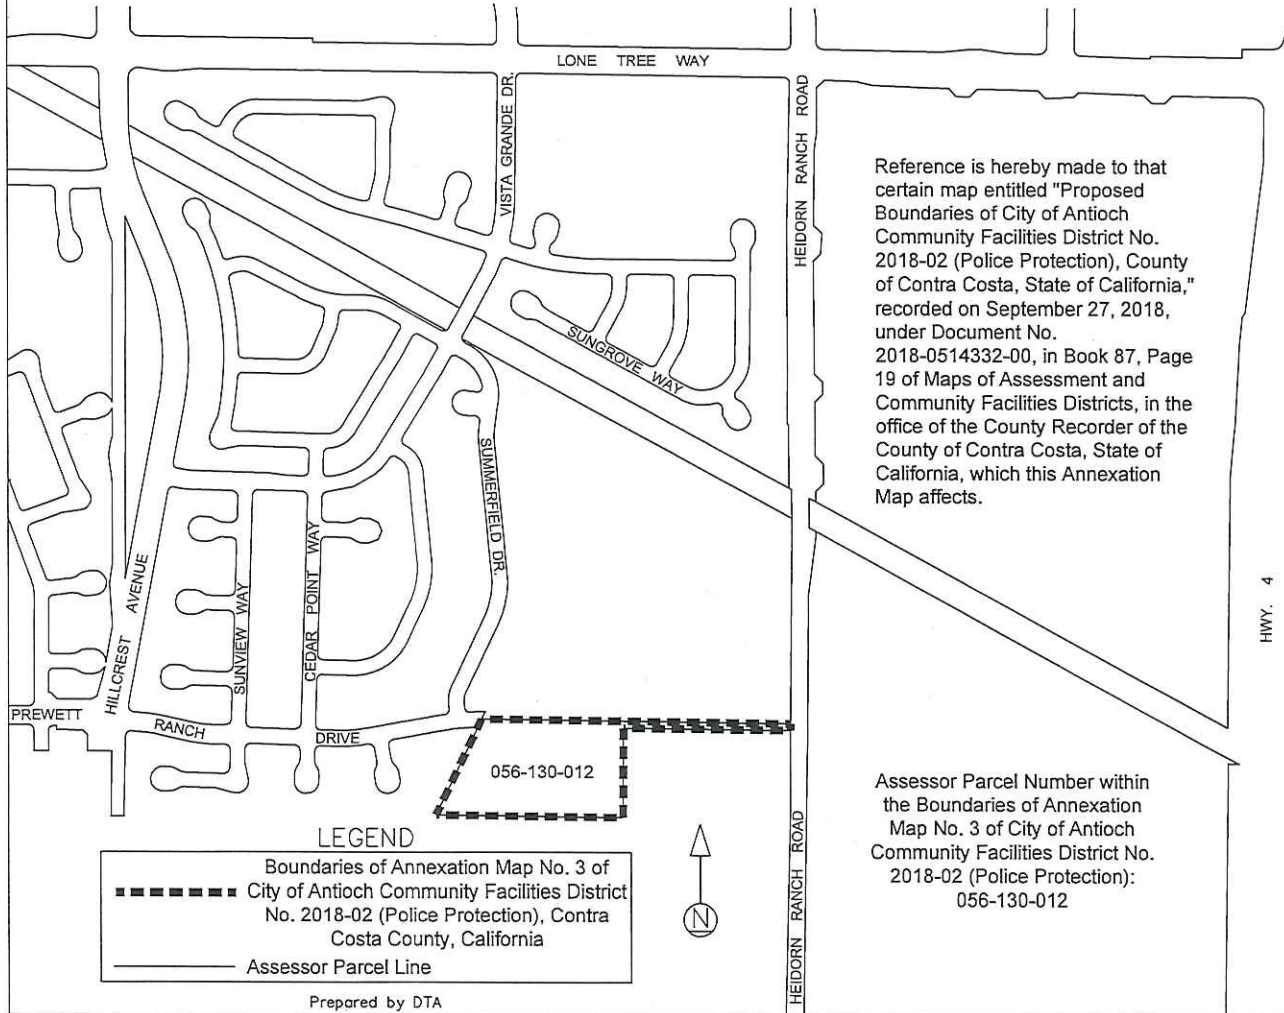 LONE TREE WAY
VISTA GRANDE DR.
HEIDORN RANCH ROAD
Reference is hereby made to that
certain map entitled "Proposed
Boundaries of City of Antioch
Community Facilities District No.
2018-02 (Police Protection), County
of Contra Costa, State of California,"
recorded on September 27, 2018,
under Document No.
2018-0514332-00, in Book 87, Page
19 of Maps of Assessment and
Community Facilities Districts, in the
office of the County Recorder of the
County of Contra Costa, State of
California, which this Annexation
Map affects.
SUNGROVE WAY
SUMMERFIELD DR.
HILLCREST AVENUE
SUNVIEW WAY
CEDAR POINT WAY
HWY. 4
PREWETT RANCH DRIVE
056-130-012
HEIDORN RANCH ROAD
Assessor Parcel Number within
the Boundaries of Annexation
Map No. 3 of City of Antioch
Community Facilities District No.
2018-02 (Police Protection):
056-130-012
LEGEND
Boundaries of Annexation Map No. 3 of
City of Antioch Community Facilities District
No. 2018-02 (Police Protection), Contra
Costa County, California
Assessor Parcel Line
N
Prepared by DTA